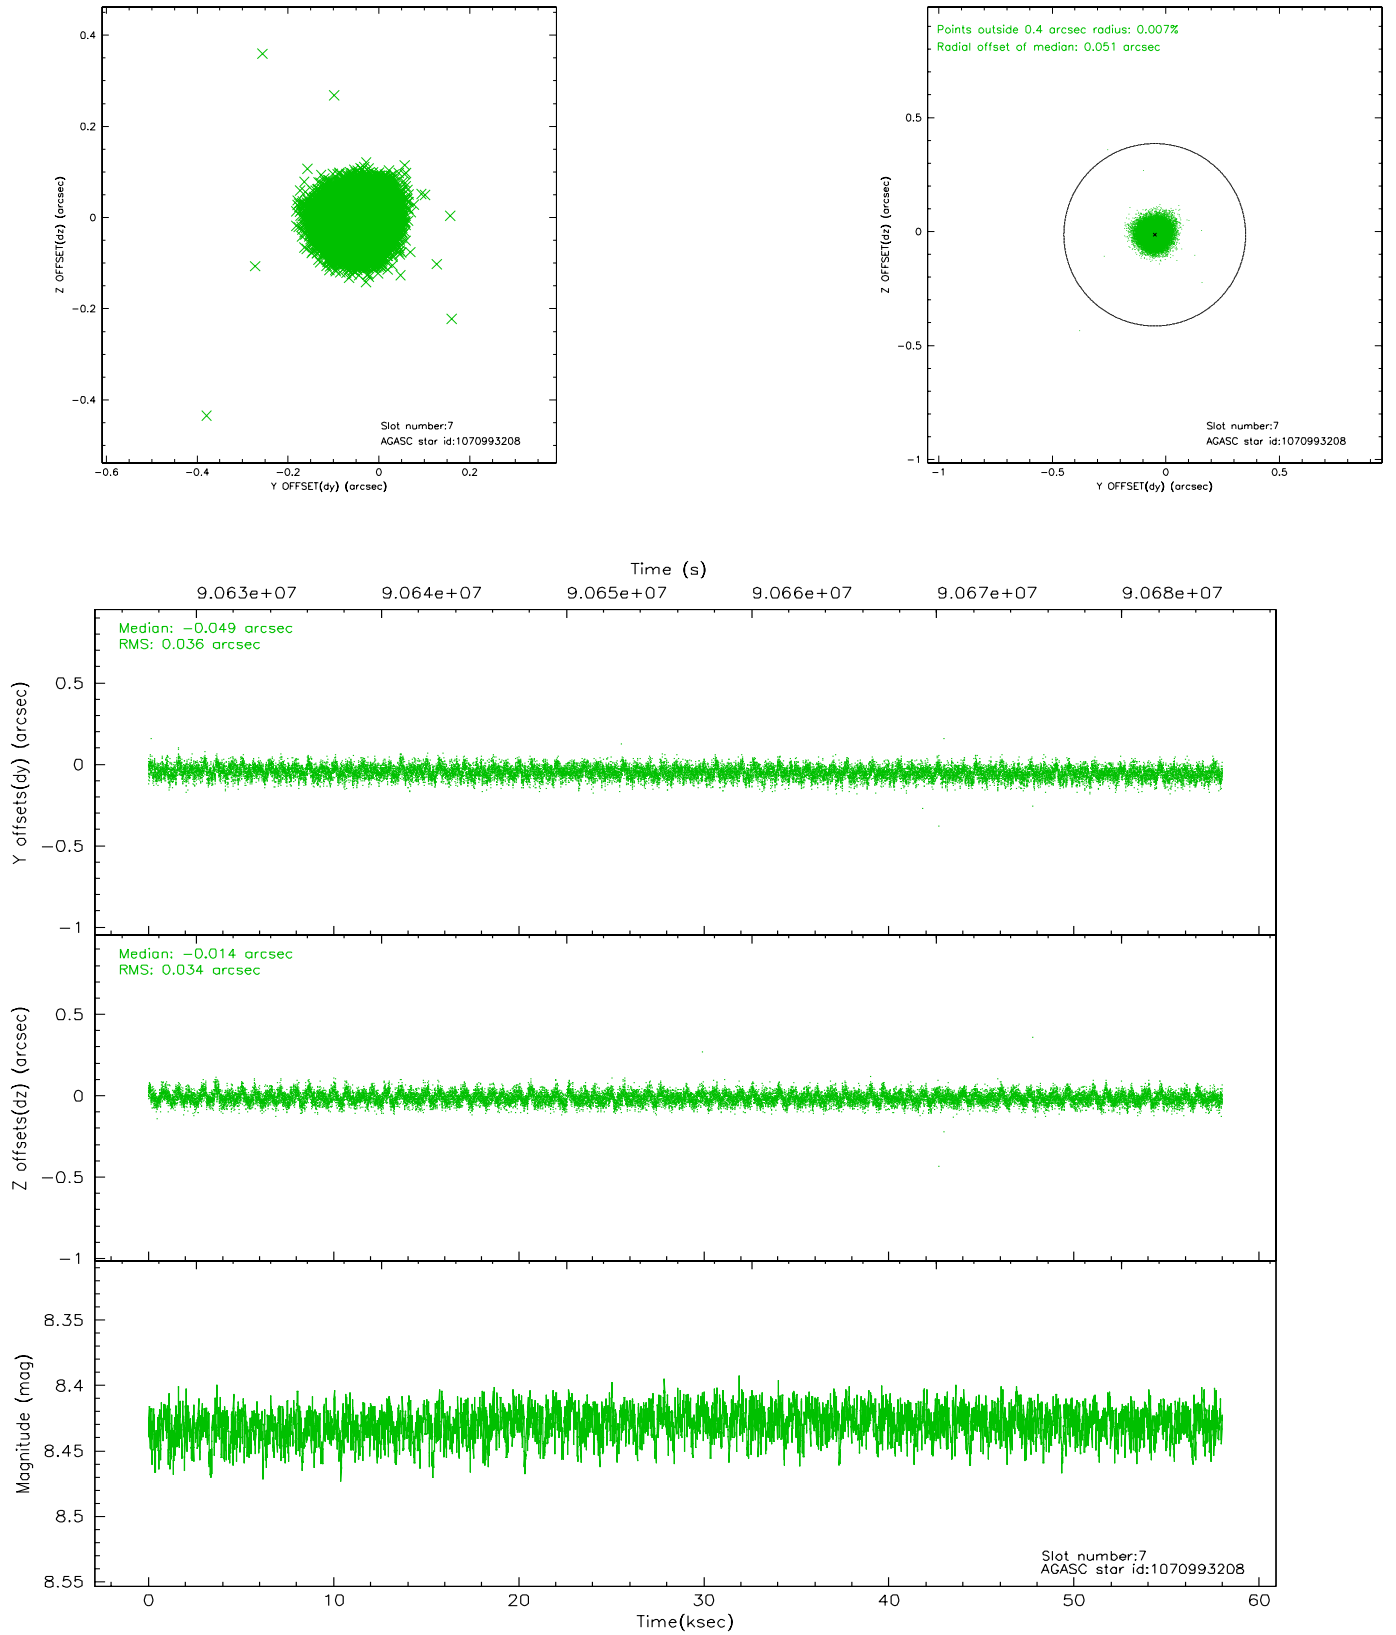 0.4
0.2
0
−0.2
−0.4
Z OFFSET(dz) (arcsec)
Slot number:7
AGASC star id:1070993208
−0.6 −0.4 −0.2 0 0.2
Y OFFSET(dy) (arcsec)
Points outside 0.4 arcsec radius: 0.007%
Radial offset of median: 0.051 arcsec
0.5
0
−0.5
−1
Z OFFSET(dz) (arcsec)
Slot number:7
AGASC star id:1070993208
−1 −0.5 0 0.5
Y OFFSET(dy) (arcsec)
Time (s)
9.063e+07 9.064e+07 9.065e+07 9.066e+07 9.067e+07 9.068e+07
Median: −0.049 arcsec
RMS: 0.036 arcsec
0.5
0
−0.5
−1
Y offsets(dy) (arcsec)
Median: −0.014 arcsec
RMS: 0.034 arcsec
0.5
0
−0.5
−1
Z offsets(dz) (arcsec)
8.35
8.4
8.45
8.5
8.55
Magnitude (mag)
Slot number:7
AGASC star id:1070993208
0 10 20 30 40 50 60
Time(ksec)